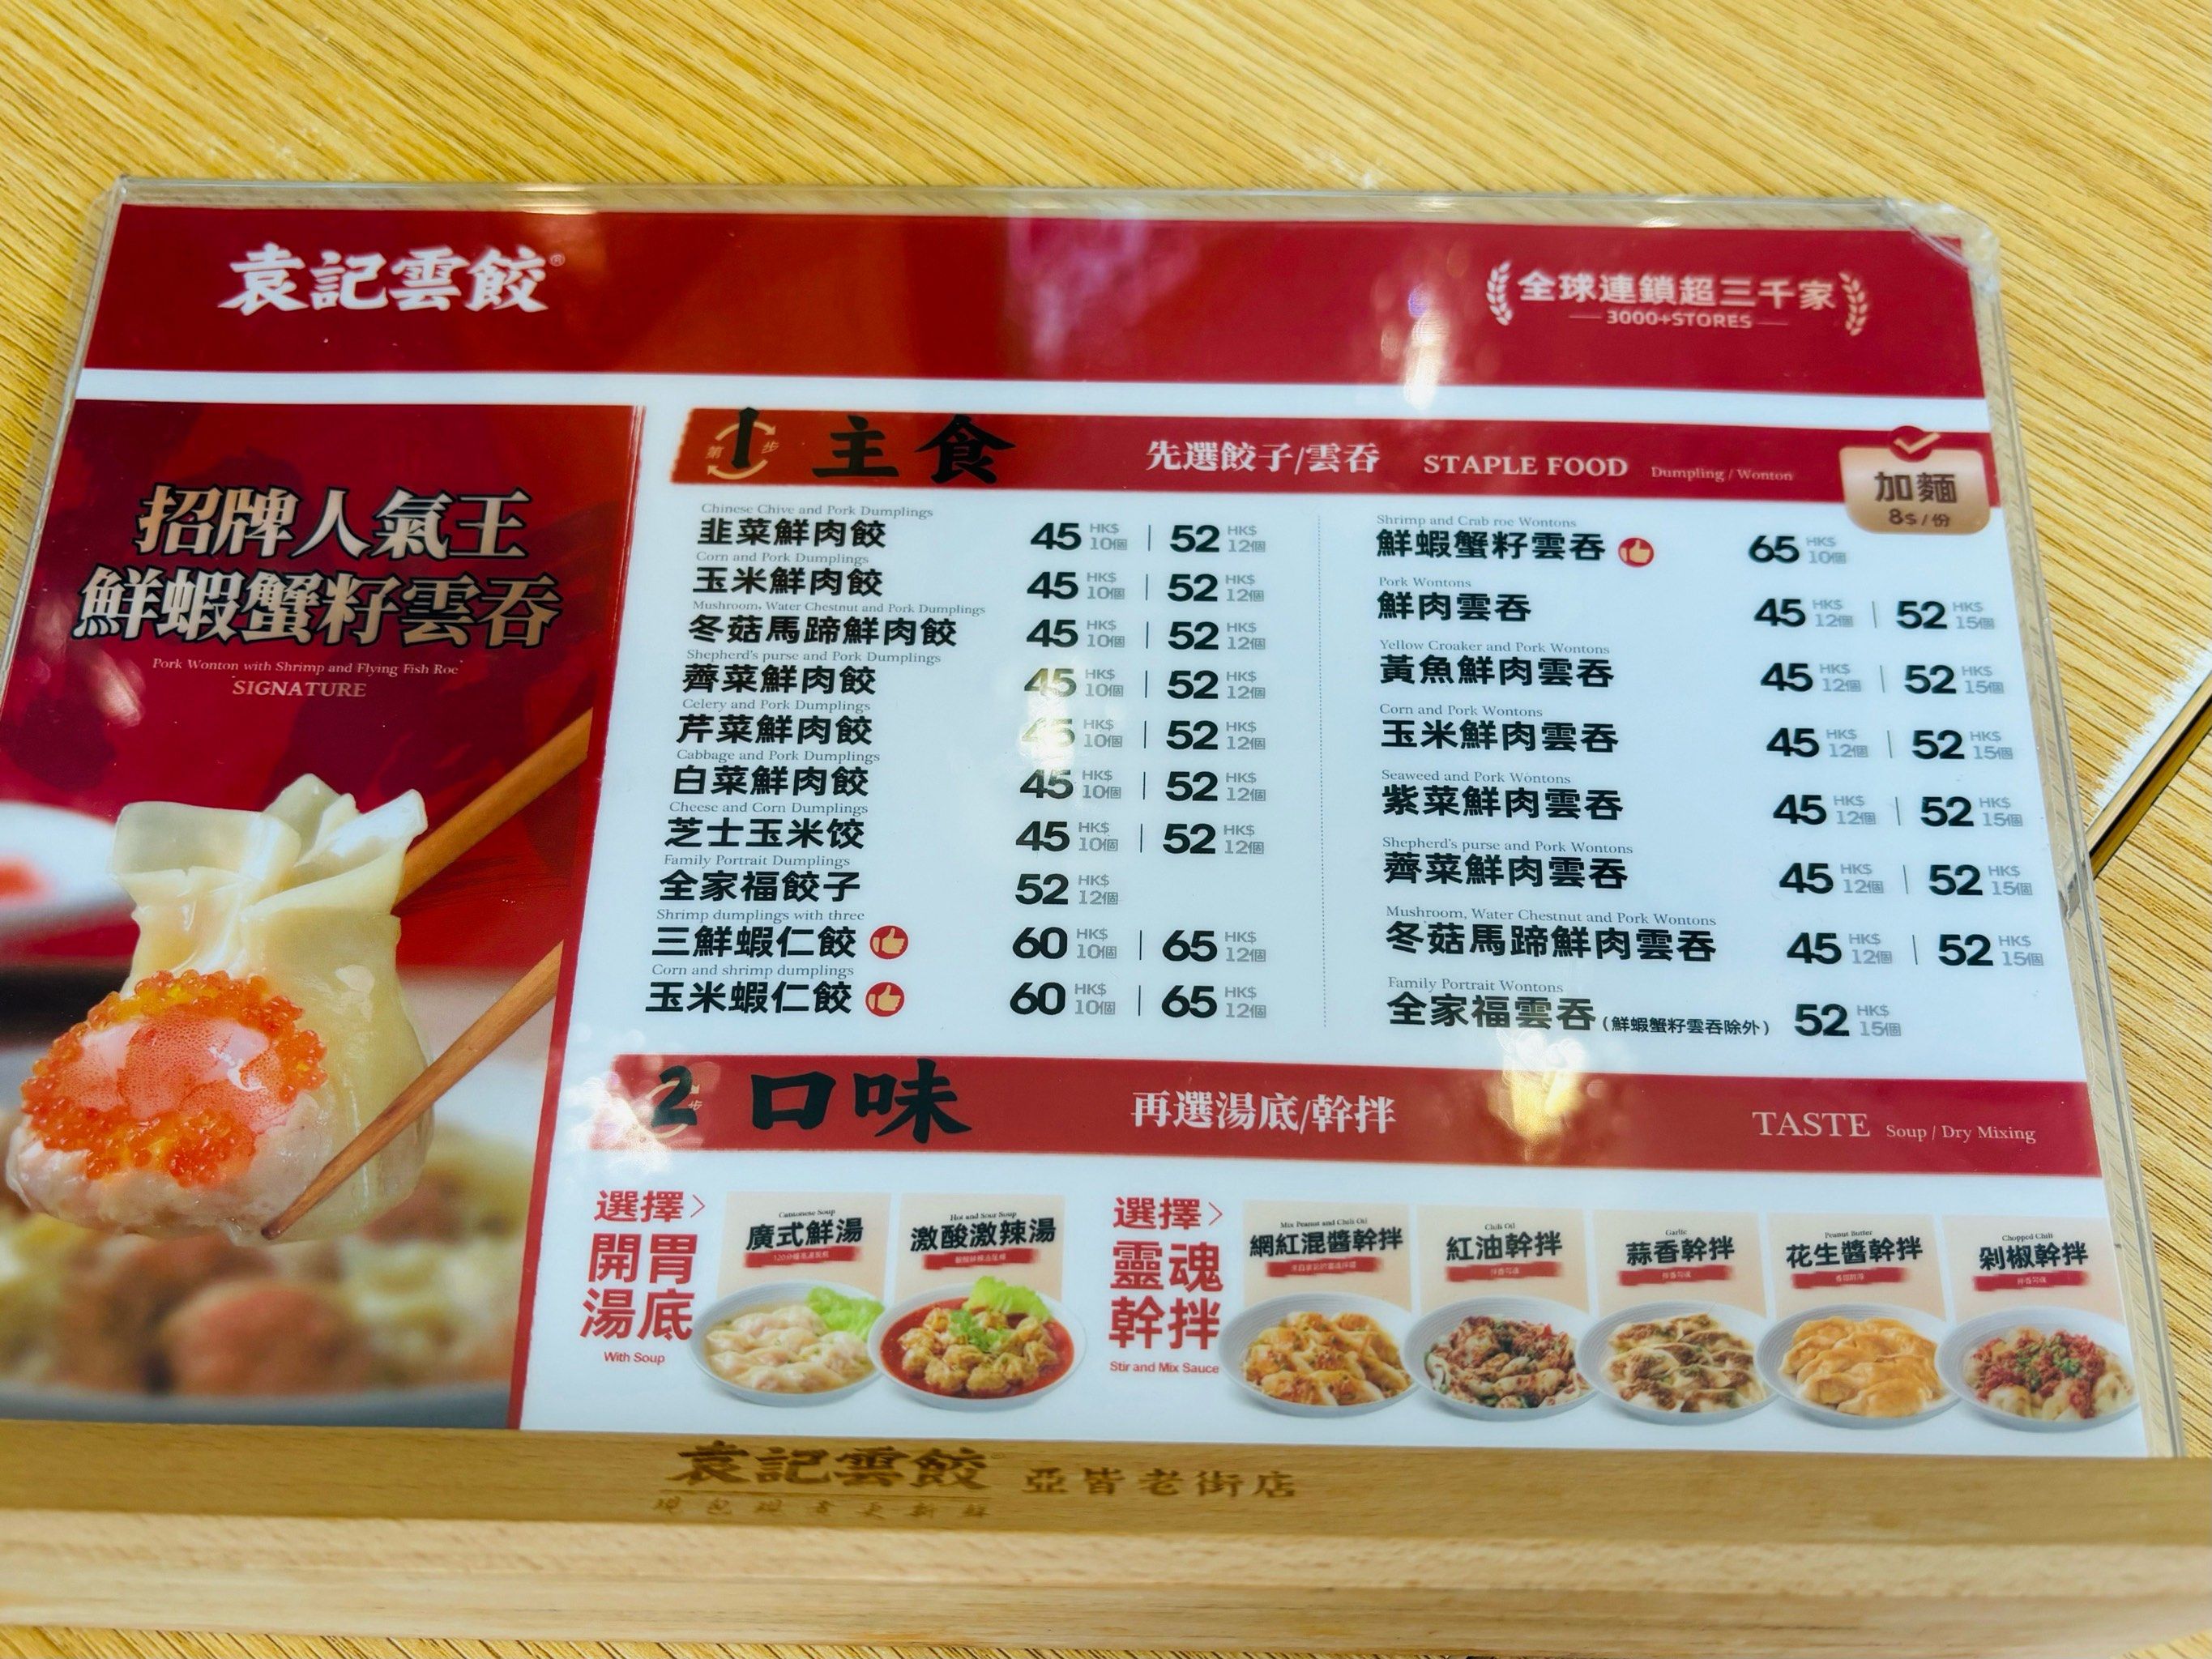 袁記雲餃®
全球連鎖超三千家
3000+STORES
招牌人氣王
鮮蝦蟹籽雲吞
Pork Wonton with Shrimp and Flying Fish Roe
SIGNATURE
第1步 主食 先選餃子/雲吞 STAPLE FOOD Dumpling / Wonton
加麵
8$/份
Chinese Chive and Pork Dumplings
韭菜鮮肉餃 45 HK$ 10個 | 52 HK$ 12個
Corn and Pork Dumplings
玉米鮮肉餃 45 HK$ 10個 | 52 HK$ 12個
Mushroom, Water Chestnut and Pork Dumplings
冬菇馬蹄鮮肉餃 45 HK$ 10個 | 52 HK$ 12個
Shepherd's purse and Pork Dumplings
薺菜鮮肉餃 45 HK$ 10個 | 52 HK$ 12個
Celery and Pork Dumplings
芹菜鮮肉餃 45 HK$ 10個 | 52 HK$ 12個
Cabbage and Pork Dumplings
白菜鮮肉餃 45 HK$ 10個 | 52 HK$ 12個
Cheese and Corn Dumplings
芝士玉米饺 45 HK$ 10個 | 52 HK$ 12個
Family Portrait Dumplings
全家福餃子 52 HK$ 12個
Shrimp dumplings with three
三鮮蝦仁餃 60 HK$ 10個 | 65 HK$ 12個
Corn and shrimp dumplings
玉米蝦仁餃 60 HK$ 10個 | 65 HK$ 12個
Shrimp and Crab roe Wontons
鮮蝦蟹籽雲吞 65 HK$ 10個
Pork Wontons
鮮肉雲吞 45 HK$ 12個 | 52 HK$ 15個
Yellow Croaker and Pork Wontons
黃魚鮮肉雲吞 45 HK$ 12個 | 52 HK$ 15個
Corn and Pork Wontons
玉米鮮肉雲吞 45 HK$ 12個 | 52 HK$ 15個
Seaweed and Pork Wontons
紫菜鮮肉雲吞 45 HK$ 12個 | 52 HK$ 15個
Shepherd's purse and Pork Wontons
薺菜鮮肉雲吞 45 HK$ 12個 | 52 HK$ 15個
Mushroom, Water Chestnut and Pork Wontons
冬菇馬蹄鮮肉雲吞 45 HK$ 12個 | 52 HK$ 15個
Family Portrait Wontons
全家福雲吞(鮮蝦蟹籽雲吞除外) 52 HK$ 15個
2步 口味 再選湯底/幹拌 TASTE Soup / Dry Mixing
選擇>
開胃
湯底
With Soup
Cantonese Soup
廣式鮮湯
Hot and Sour Soup
激酸激辣湯
選擇>
靈魂
幹拌
Stir and Mix Sauce
Mix Peanut and Chili Oil
網紅混醬幹拌
Chili Oil
紅油幹拌
Garlic
蒜香幹拌
Peanut Butter
花生醬幹拌
Chopped Chili
剁椒幹拌
袁記雲餃 亞皆老街店